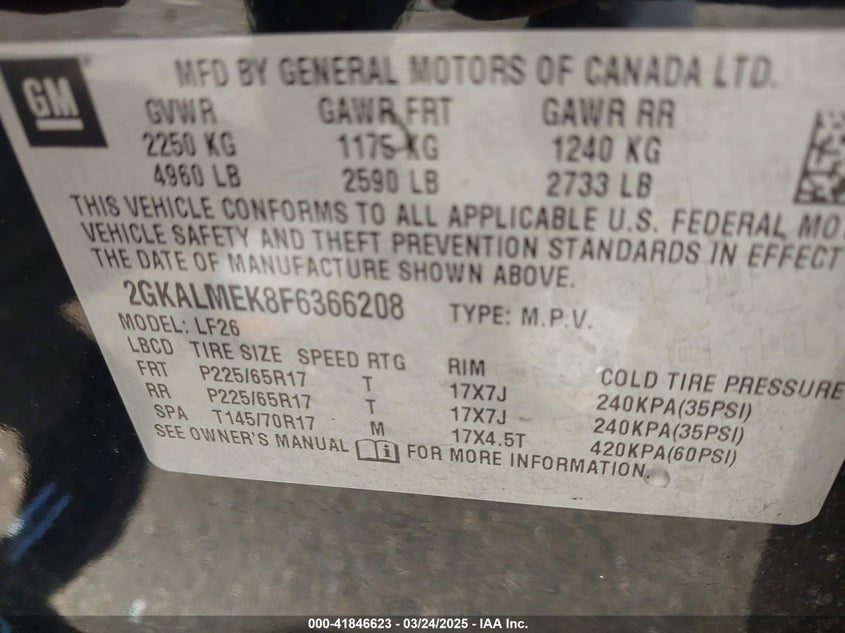 GM
MFD BY GENERAL MOTORS OF CANADA LTD.
GVWR GAWR FRT GAWR RR
2250 KG 1175 KG 1240 KG
4960 LB 2590 LB 2733 LB
THIS VEHICLE CONFORMS TO ALL APPLICABLE U.S. FEDERAL MO
VEHICLE SAFETY AND THEFT PREVENTION STANDARDS IN EFFECT
THE DATE OF MANUFACTURE SHOWN ABOVE.
2GKALMEK8F6366208 TYPE: M.P.V.
MODEL: LF26
LBCD TIRE SIZE SPEED RTG RIM COLD TIRE PRESSURE
FRT P225/65R17 T 17X7J 240KPA(35PSI)
RR P225/65R17 T 17X7J 240KPA(35PSI)
SPA T145/70R17 M 17X4.5T 420KPA(60PSI)
SEE OWNER'S MANUAL FOR MORE INFORMATION.
000-41846623 - 03/24/2025 - IAA Inc.